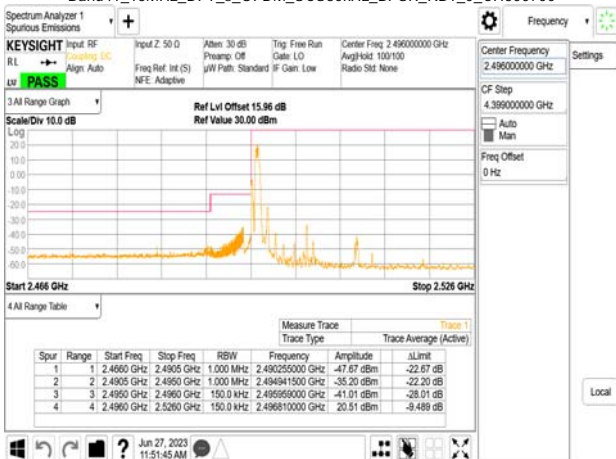 Spectrum Analyzer 1
Spurious Emissions
Frequency
KEYSIGHT Input: RF Input Z: 50 Ω Atten: 30 dB Trig: Free Run Center Freq: 2.496000000 GHz
RL Coupling: DC Preamp: Off Gate: LO Avg|Hold: 100/100
Align: Auto Freq Ref: Int (S) µW Path: Standard IF Gain: Low Radio Std: None
LU PASS NFE: Adaptive
3 All Range Graph
Ref Lvl Offset 15.96 dB
Scale/Div 10.0 dB Ref Value 30.00 dBm
Log
20.0
10.0
0.00
-10.0
-20.0
-30.0
-40.0
-50.0
-60.0
Start 2.466 GHz Stop 2.526 GHz
4 All Range Table
Measure Trace Trace 1
Trace Type Trace Average (Active)
Spur Range Start Freq Stop Freq RBW Frequency Amplitude ΔLimit
1 1 2.4660 GHz 2.4905 GHz 1.000 MHz 2.490255000 GHz -47.67 dBm -22.67 dB
2 2 2.4905 GHz 2.4950 GHz 1.000 MHz 2.494941500 GHz -35.20 dBm -22.20 dB
3 3 2.4950 GHz 2.4960 GHz 150.0 kHz 2.495959000 GHz -41.01 dBm -28.01 dB
4 4 2.4960 GHz 2.5260 GHz 150.0 kHz 2.496810000 GHz 20.51 dBm -9.489 dB
Jun 27, 2023
11:51:45 AM
Center Frequency
2.496000000 GHz
Settings
CF Step
4.399000000 GHz
Auto
Man
Freq Offset
0 Hz
Local